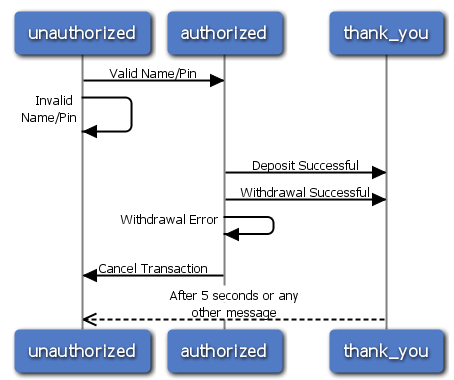 unauthorized authorized thank_you
Valid Name/Pin
Invalid
Name/Pin
Deposit Successful
Withdrawal Successful
Withdrawal Error
Cancel Transaction
After 5 seconds or any
other message
unauthorized authorized thank_you